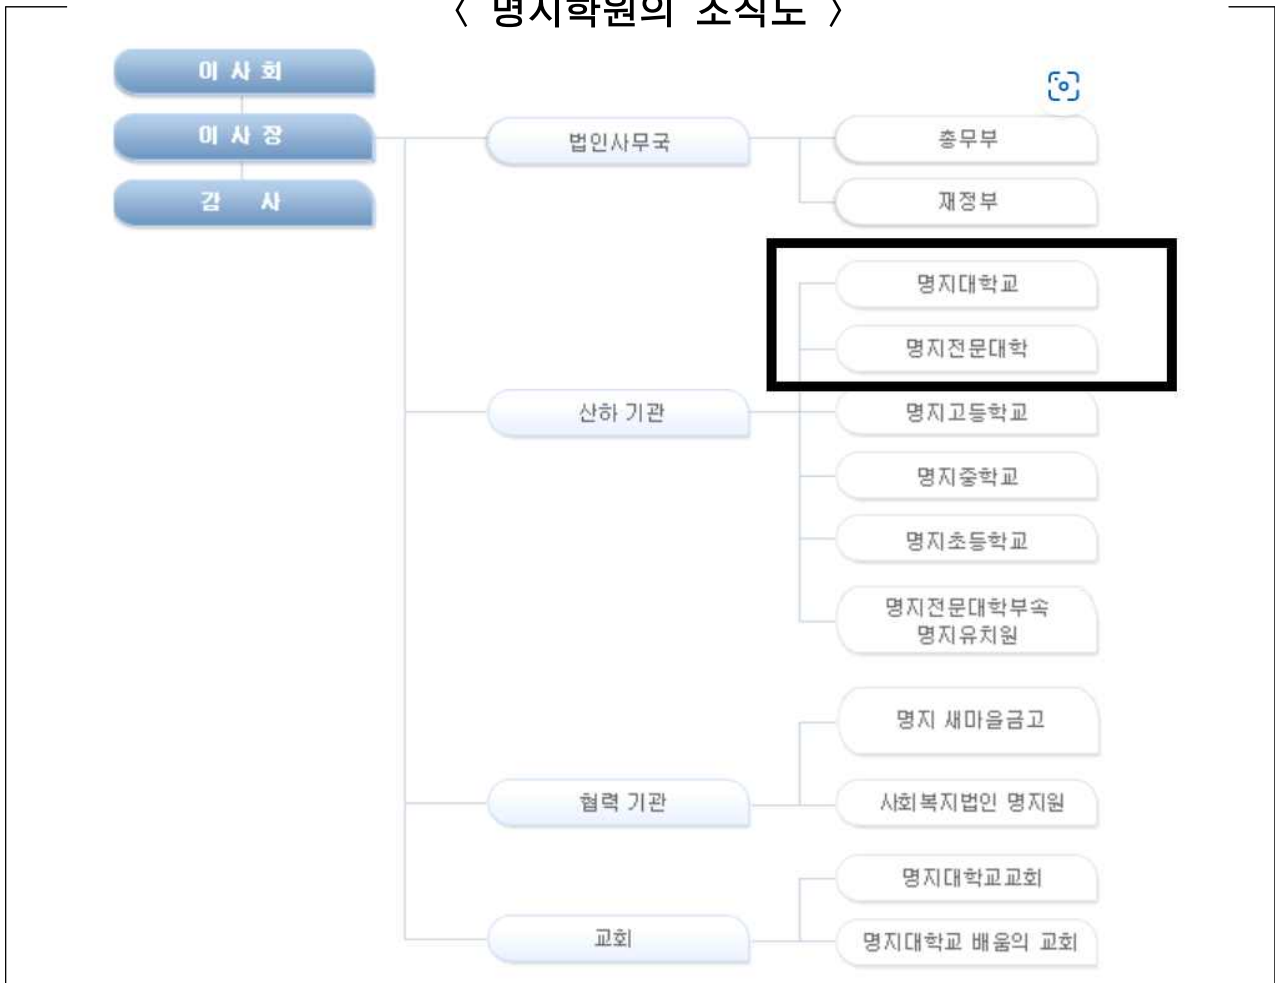 〈 명지학원의 조직도 〉
이 사 회
이 사 장
감 사
법인사무국
총무부
재정부
산하 기관
명지대학교
명지전문대학
명지고등학교
명지중학교
명지초등학교
명지전문대학부속
명지유치원
협력 기관
명지 새마을금고
사회복지법인 명지원
교회
명지대학교교회
명지대학교 배움의 교회